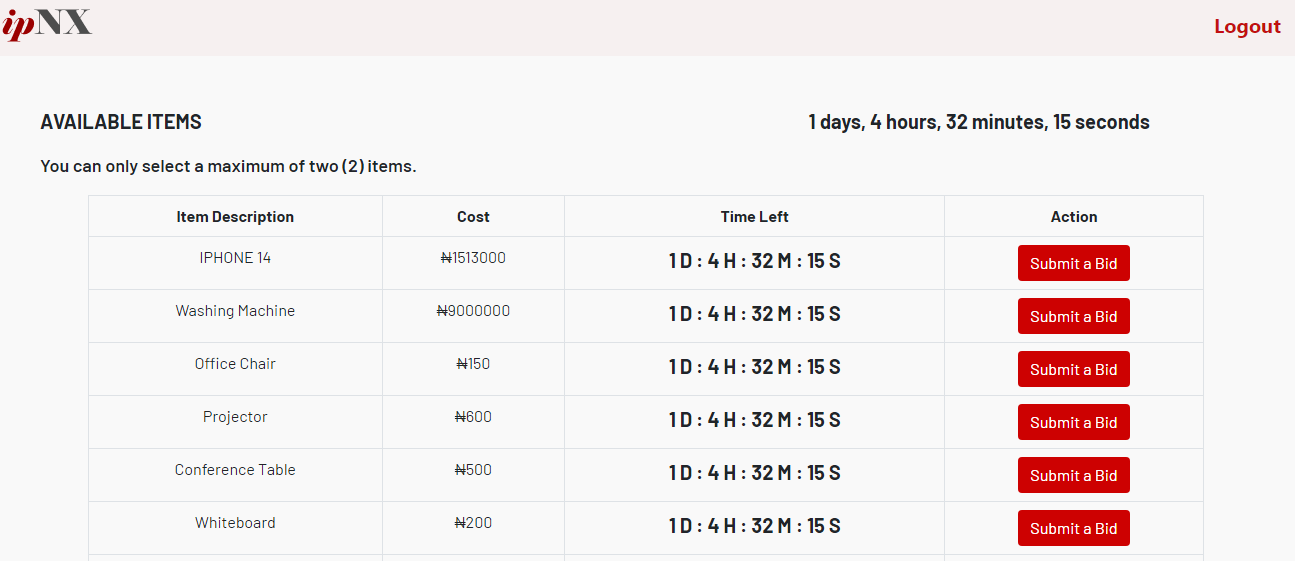 ipNX
Logout
AVAILABLE ITEMS
1 days, 4 hours, 32 minutes, 15 seconds
You can only select a maximum of two (2) items.
Item Description Cost Time Left Action
IPHONE 14 ₦1513000 1 D : 4 H : 32 M : 15 S Submit a Bid
Washing Machine ₦9000000 1 D : 4 H : 32 M : 15 S Submit a Bid
Office Chair ₦150 1 D : 4 H : 32 M : 15 S Submit a Bid
Projector ₦600 1 D : 4 H : 32 M : 15 S Submit a Bid
Conference Table ₦500 1 D : 4 H : 32 M : 15 S Submit a Bid
Whiteboard ₦200 1 D : 4 H : 32 M : 15 S Submit a Bid